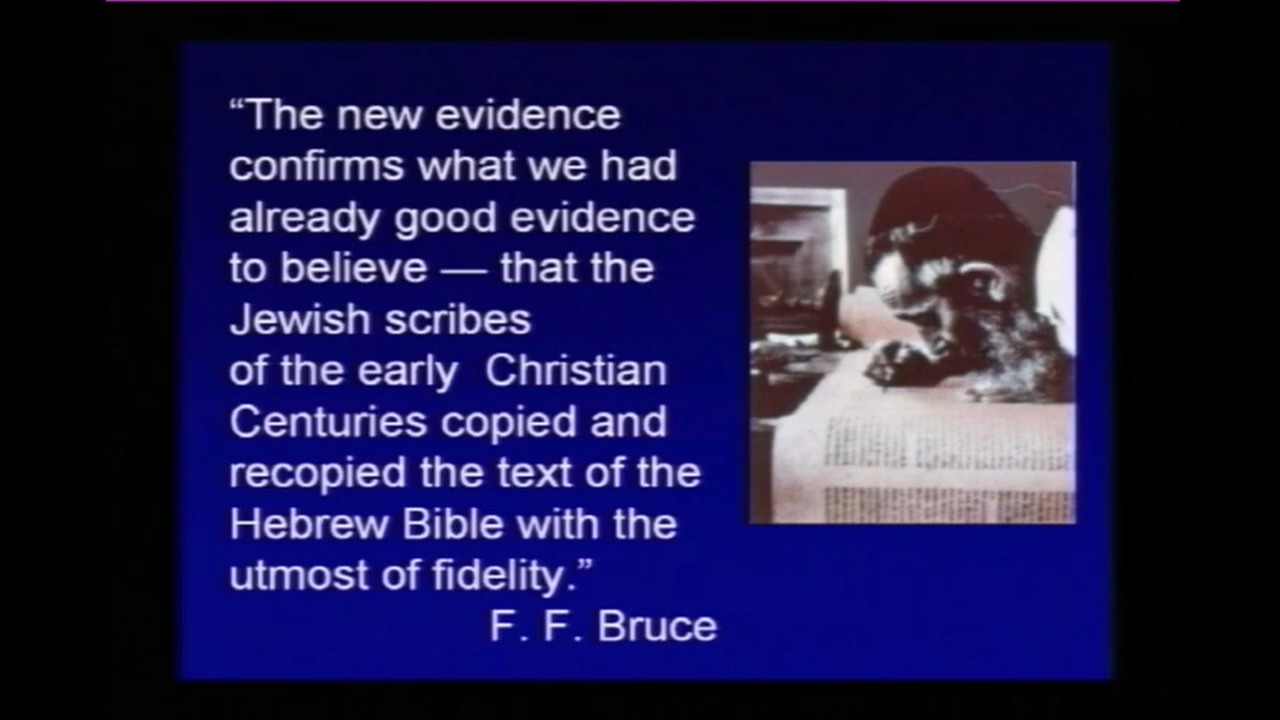 “The new evidence
confirms what we had
already good evidence
to believe — that the
Jewish scribes
of the early  Christian
Centuries copied and
recopied the text of the
Hebrew Bible with the
utmost of fidelity.”
F. F. Bruce